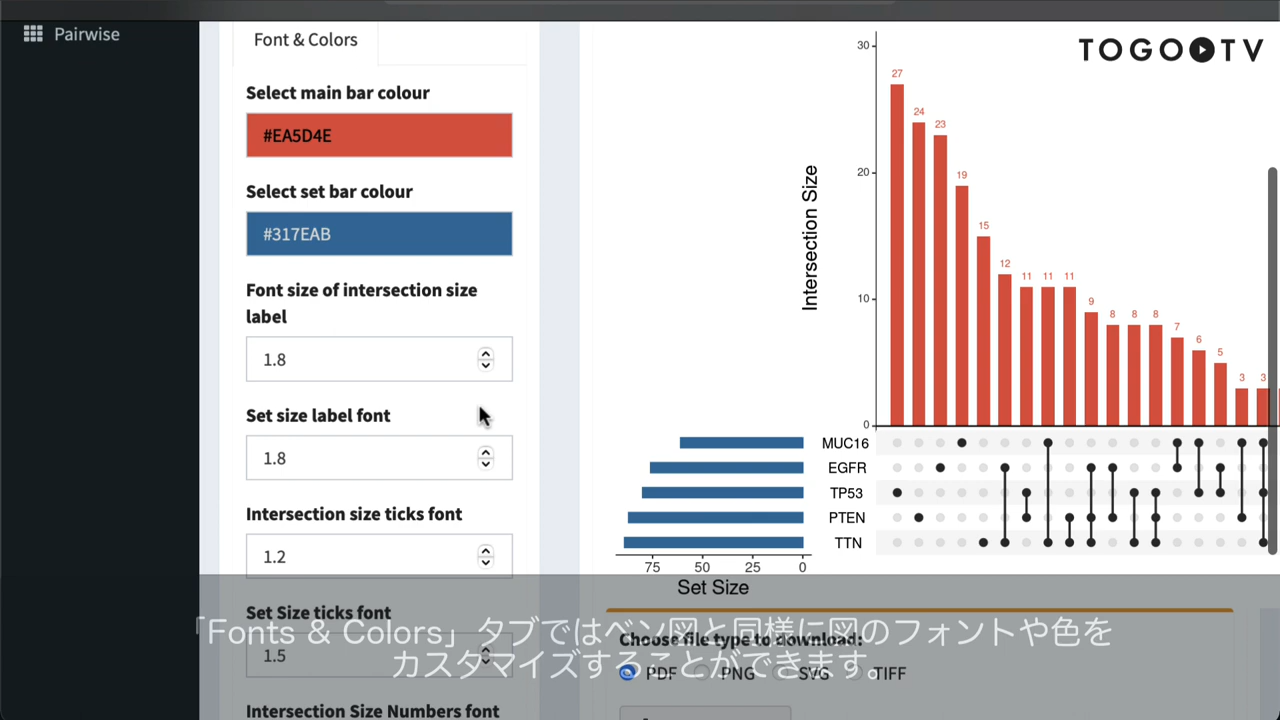 Pairwise
Font & Colors
Select main bar colour
#EA5D4E
Select set bar colour
#317EAB
Font size of intersection size
label
1.8
Set size label font
1.8
Intersection size ticks font
1.2
Set Size ticks font
1.5
Intersection Size Numbers font
TOGO TV
30
20
10
0
Intersection Size
27
24
23
19
15
12
11
11
11
9
8
8
8
7
6
5
3
3
MUC16
EGFR
TP53
PTEN
TTN
75
50
25
0
Set Size
Choose file type to download:
PDF
PNG
SVG
TIFF
「Fonts & Colors」タブではベン図と同様に図のフォントや色を
カスタマイズすることができます。